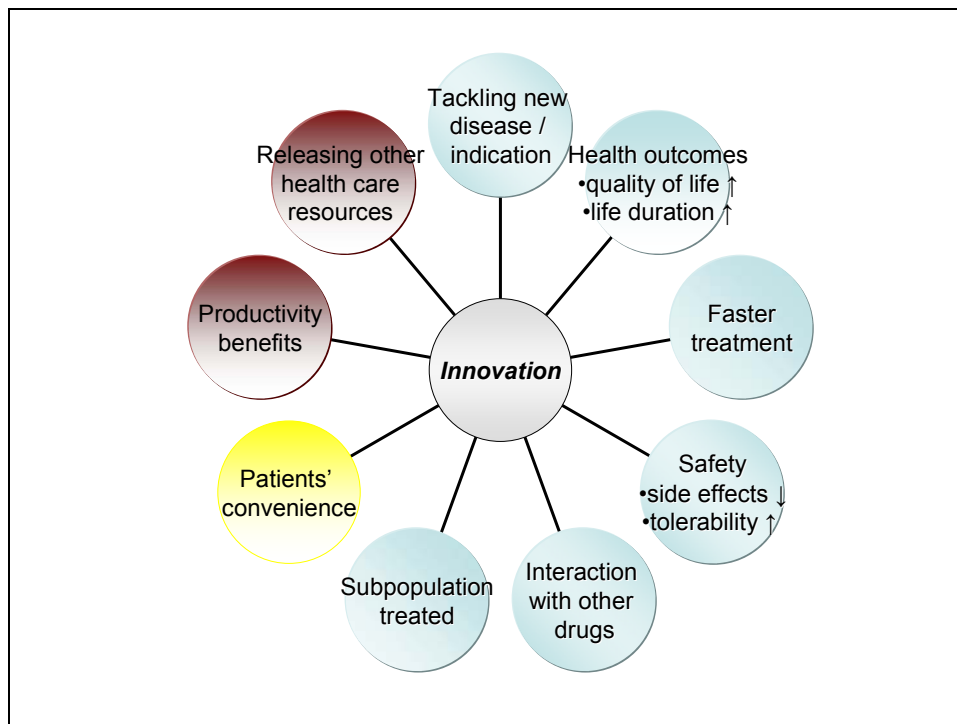 Tackling new
disease /
indication
Health outcomes
•quality of life ↑
•life duration ↑
Faster
treatment
Safety
•side effects ↓
•tolerability ↑
Interaction
with other
drugs
Subpopulation
treated
Patients’
convenience
Productivity
benefits
Releasing other
health care
resources
Innovation